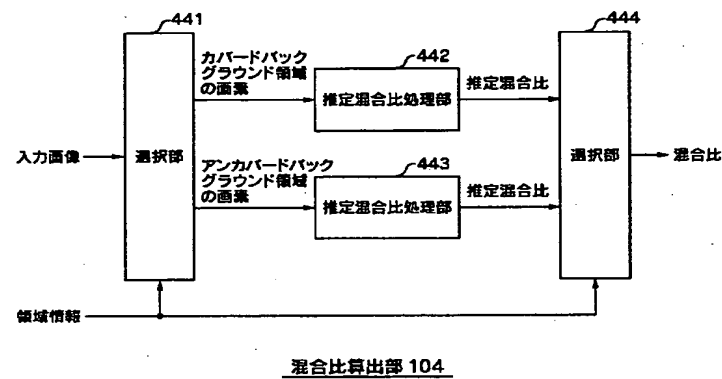 441
444
カバードバック
グラウンド領域
の画素
442
推定混合比処理部
推定混合比
入力画像
選択部
アンカバードバック
グラウンド領域
の画素
443
推定混合比処理部
推定混合比
選択部
混合比
領域情報
混合比算出部 104